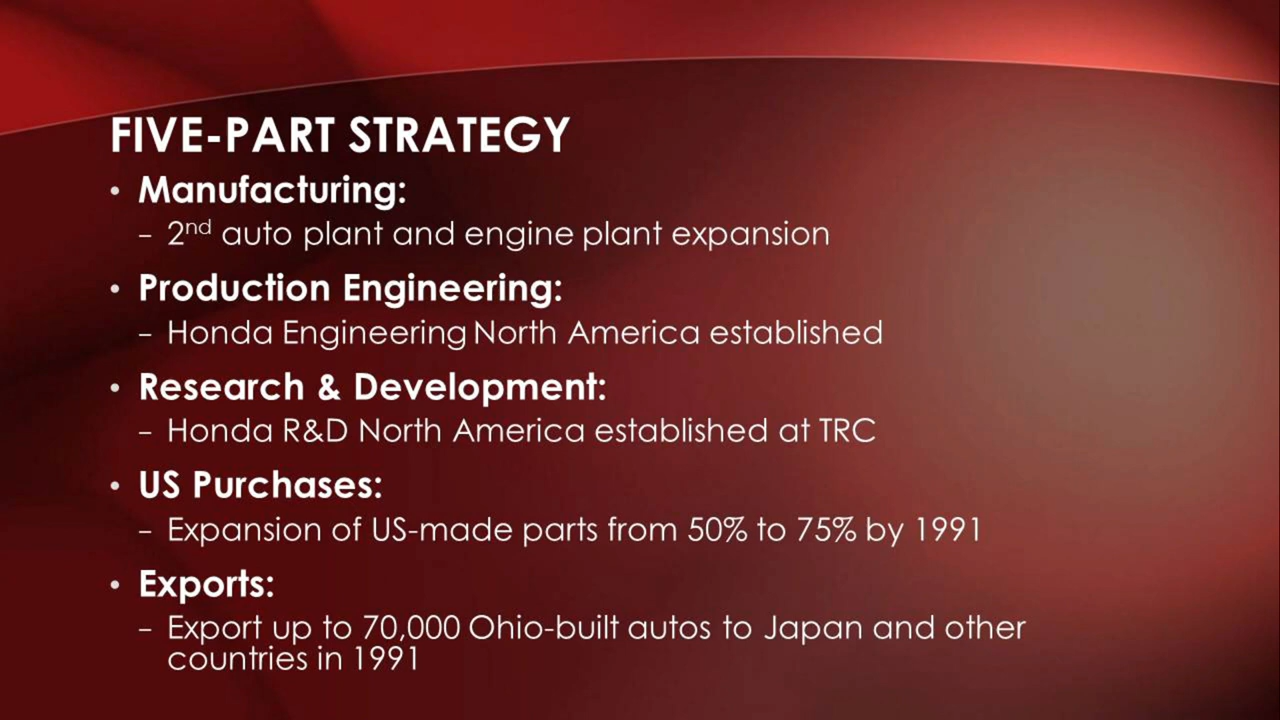 FIVE-PART STRATEGY
• Manufacturing:
– 2nd auto plant and engine plant expansion
• Production Engineering:
– Honda Engineering North America established
• Research & Development:
– Honda R&D North America established at TRC
• US Purchases:
– Expansion of US-made parts from 50% to 75% by 1991
• Exports:
– Export up to 70,000 Ohio-built autos to Japan and other
countries in 1991